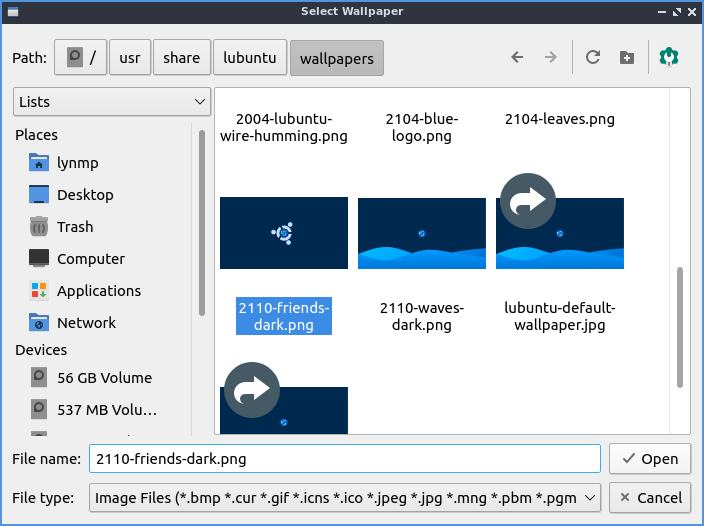 Select Wallpaper
Path:
/
usr
share
lubuntu
wallpapers
Lists
Places
lynmp
Desktop
Trash
Computer
Applications
Network
Devices
56 GB Volume
537 MB Volu...
2004-lubuntu-
wire-humming.png
2104-blue-
logo.png
2104-leaves.png
2110-friends-
dark.png
2110-waves-
dark.png
lubuntu-default-
wallpaper.jpg
File name:
2110-friends-dark.png
Open
File type:
Image Files (*.bmp *.cur *.gif *.icns *.ico *.jpeg *.jpg *.mng *.pbm *.pgm
Cancel